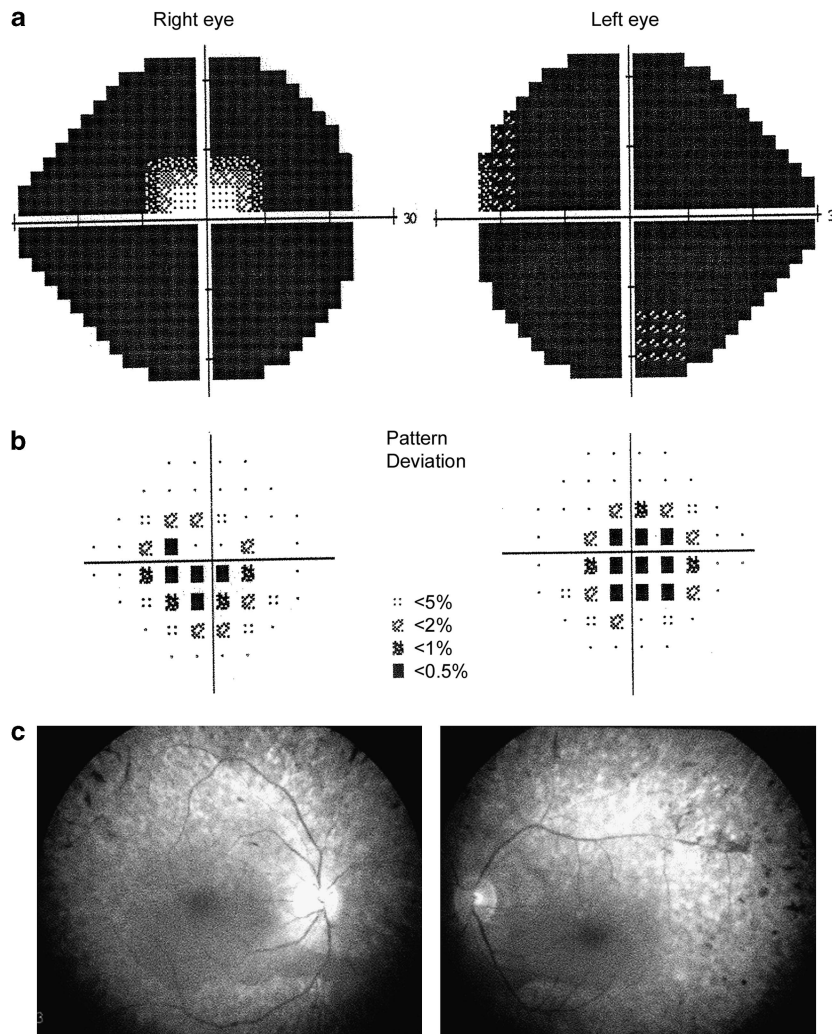 a
Right eye
Left eye
30
3
b
Pattern
Deviation
<5%
<2%
<1%
<0.5%
c
3